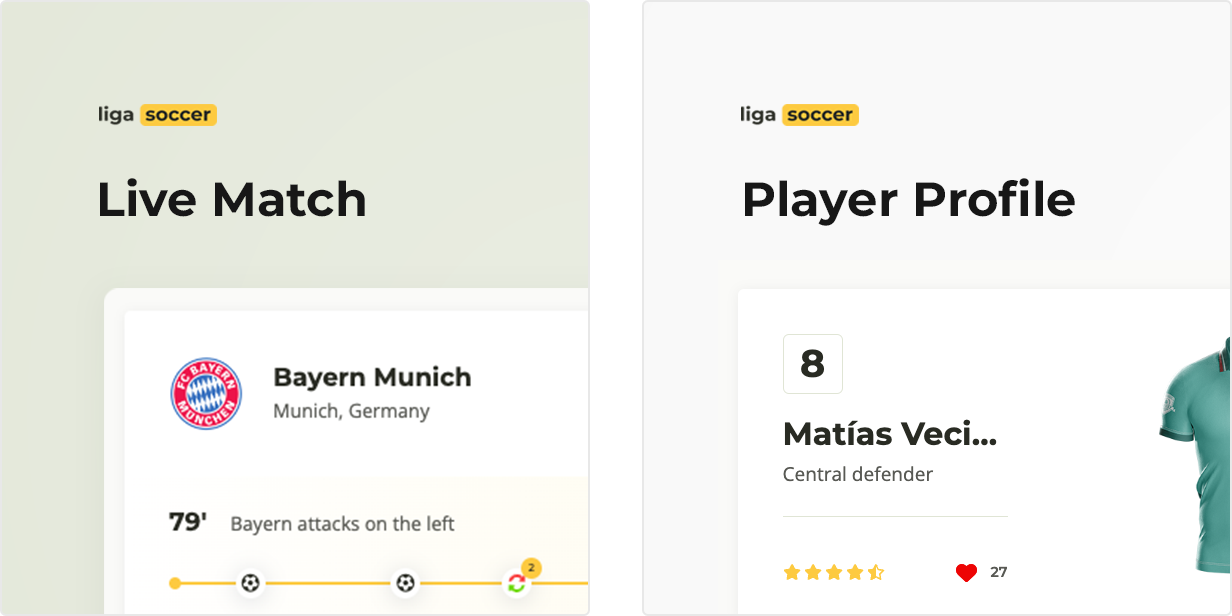 liga soccer
Live Match
FC BAYERN
MÜNCHEN
Bayern Munich
Munich, Germany
79' Bayern attacks on the left
2
liga soccer
Player Profile
8
Matías Veci...
Central defender
27